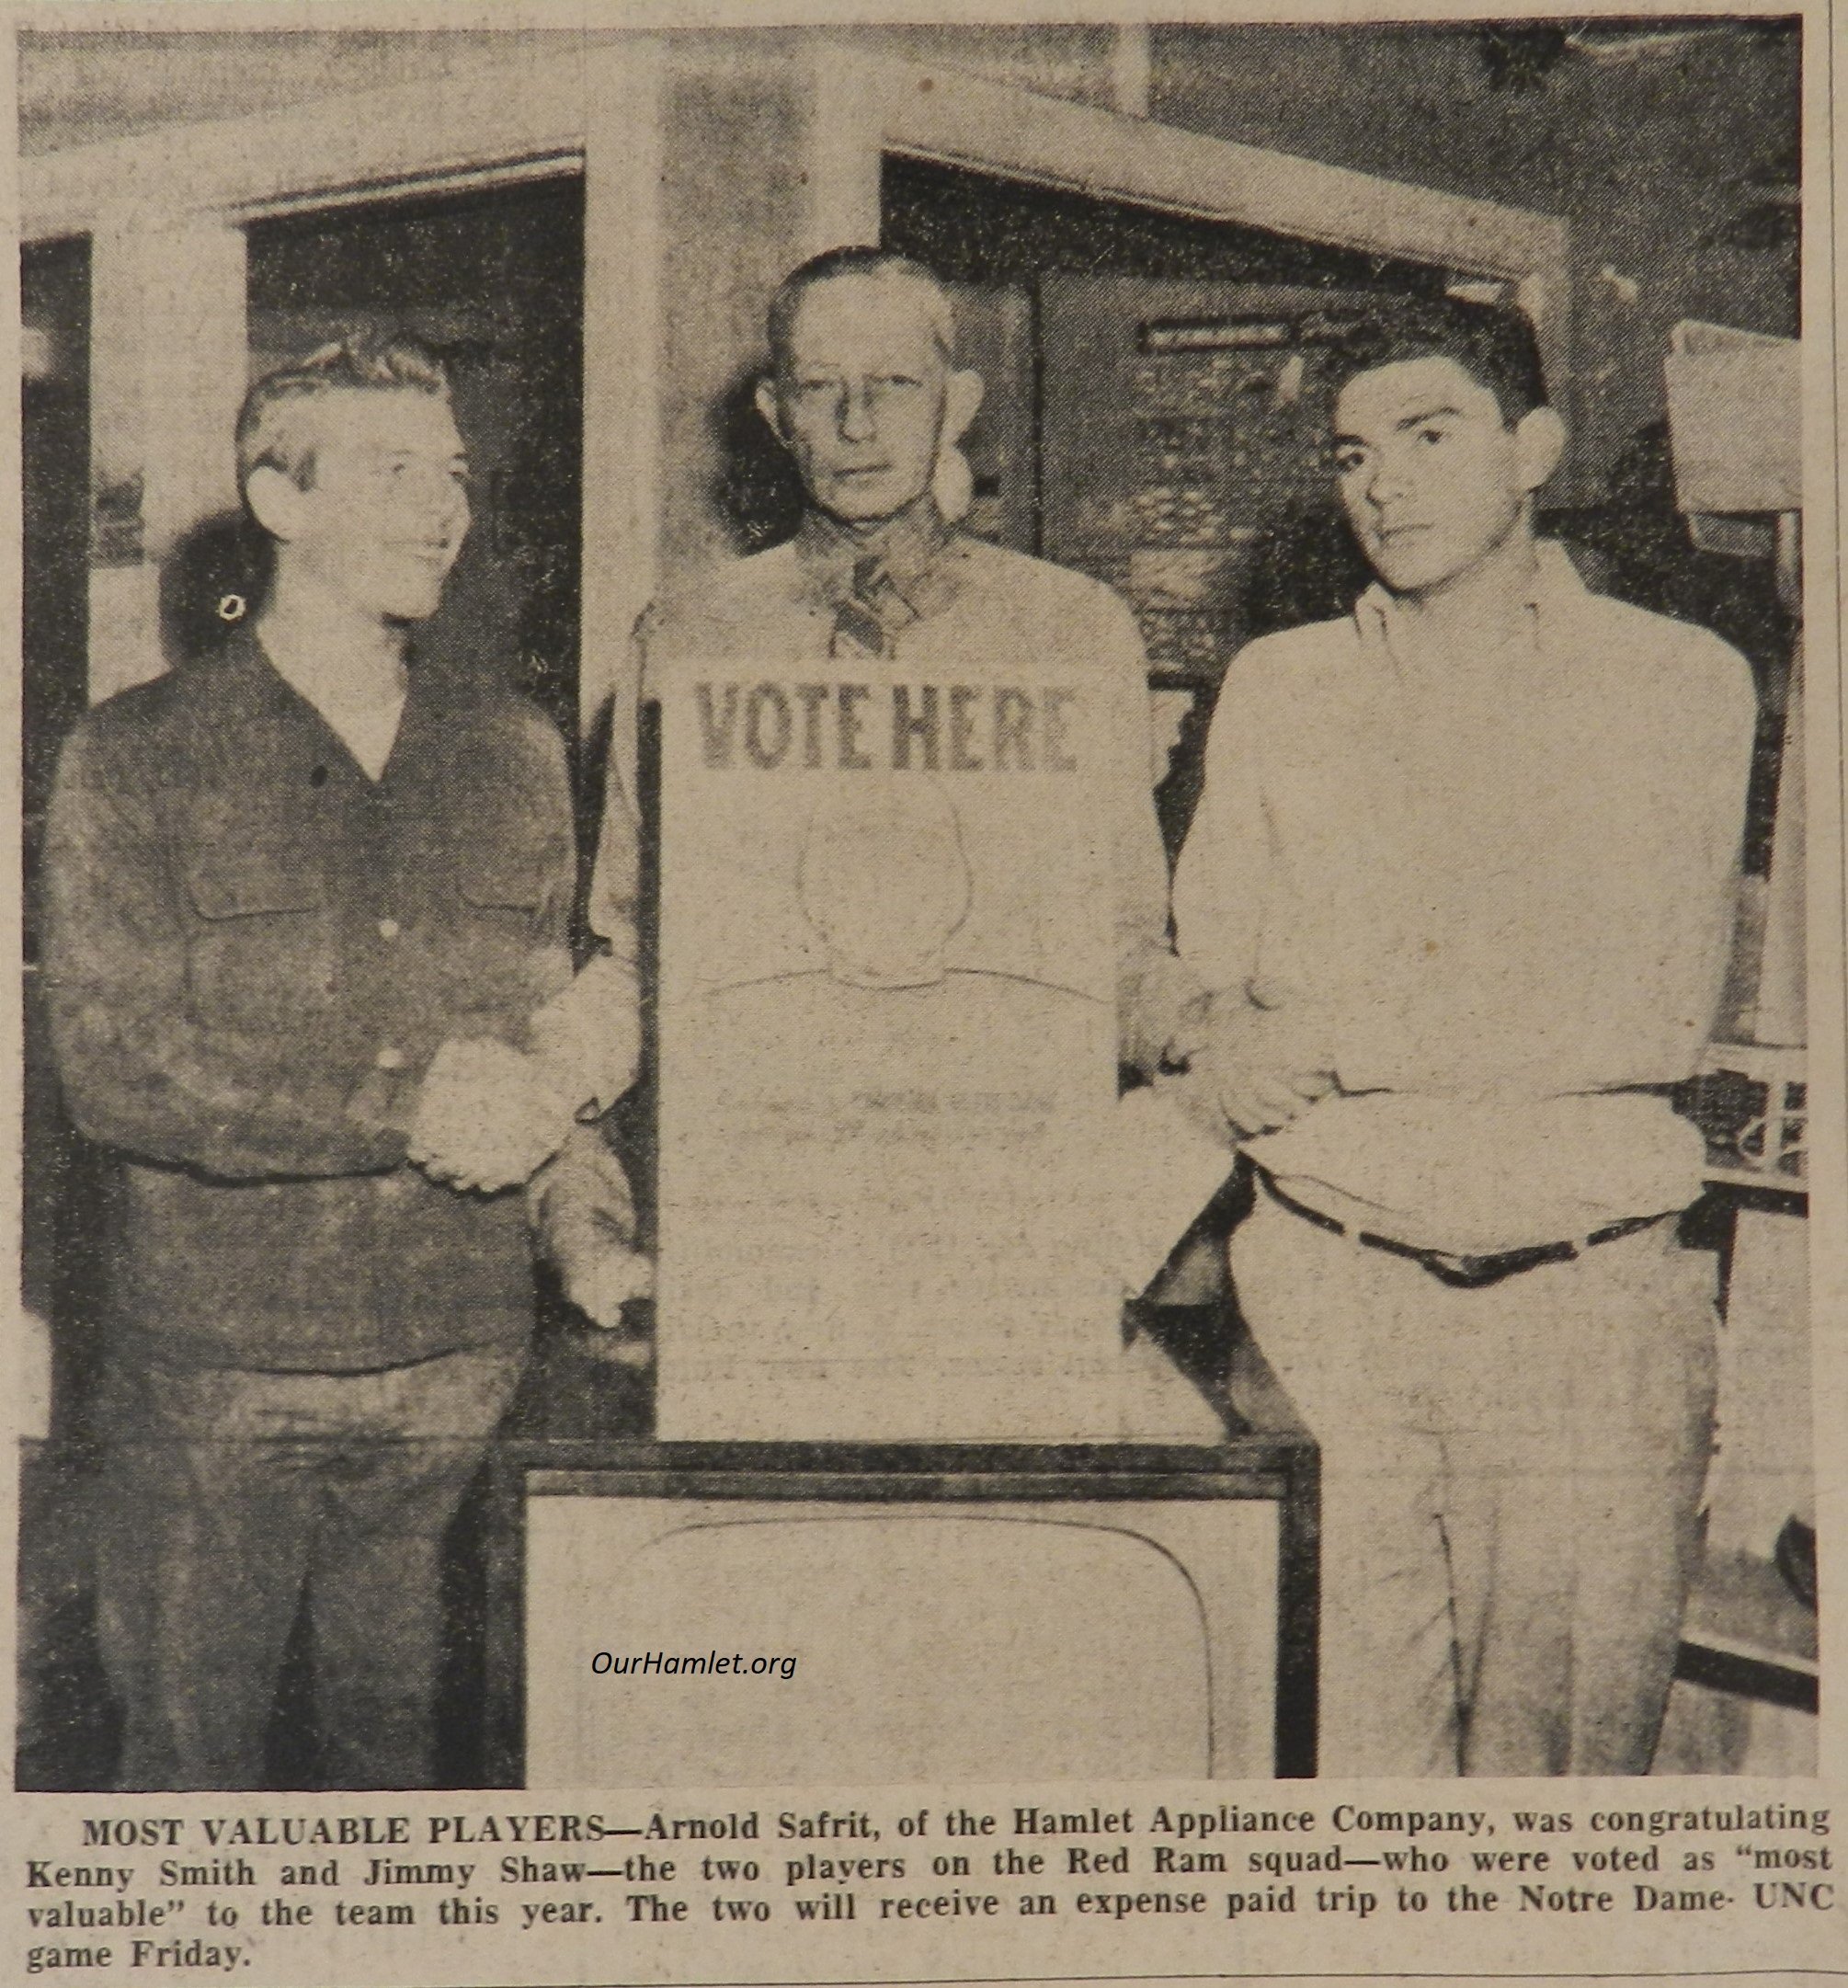 VOTE HERE
OurHamlet.org
MOST VALUABLE PLAYERS—Arnold Safrit, of the Hamlet Appliance Company, was congratulating
Kenny Smith and Jimmy Shaw—the two players on the Red Ram squad—who were voted as “most
valuable” to the team this year. The two will receive an expense paid trip to the Notre Dame- UNC
game Friday.